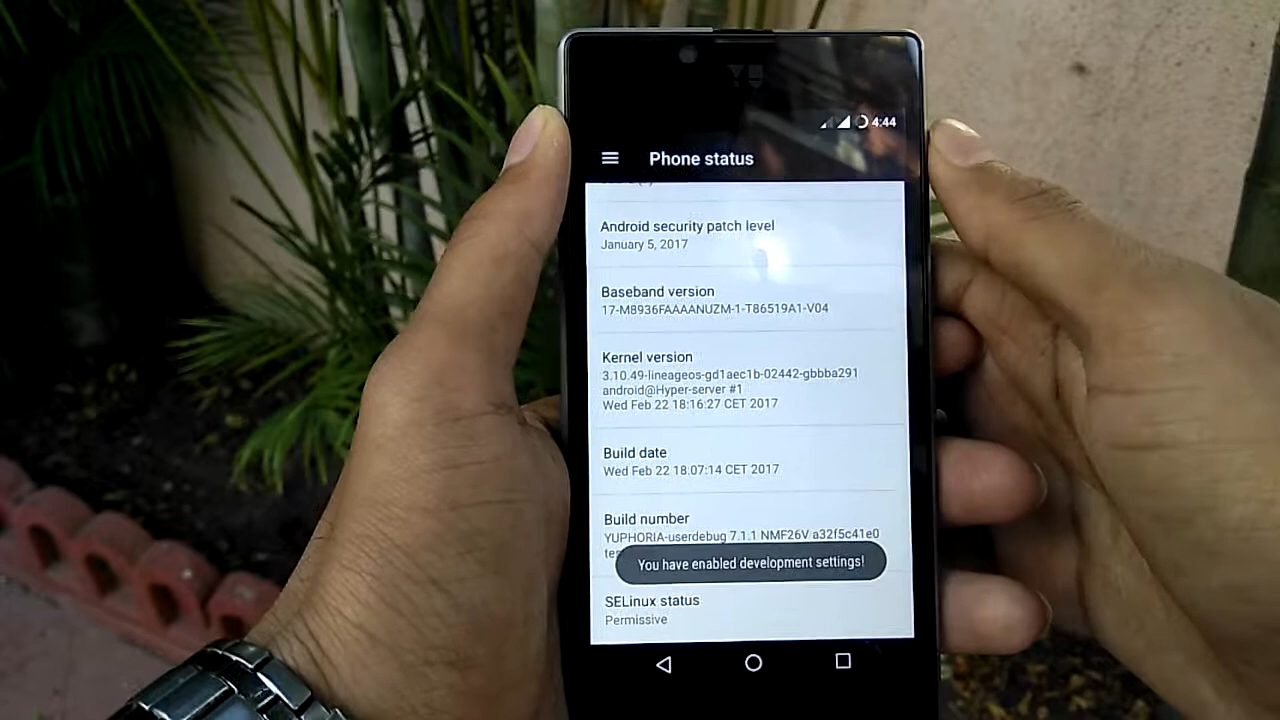 4:44
Phone status
Android security patch level
January 5, 2017
Baseband version
17-M8936FAAAANUZM-1-T86519A1-V04
Kernel version
3.10.49-lineageos-gd1aec1b-02442-gbbba291
android@Hyper-server #1
Wed Feb 22 18:16:27 CET 2017
Build date
Wed Feb 22 18:07:14 CET 2017
Build number
YUPHORIA-userdebug 7.1.1 NMF26V a32f5c41e0
You have enabled development settings!
SELinux status
Permissive